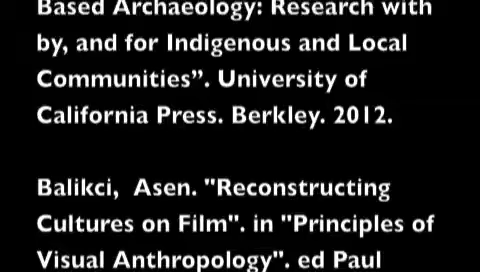 Based Archaeology: Research with
by, and for Indigenous and Local
Communities”. University of
California Press. Berkley. 2012.
Balikci,  Asen. "Reconstructing
Cultures on Film". in "Principles of
Visual Anthropology". ed Paul